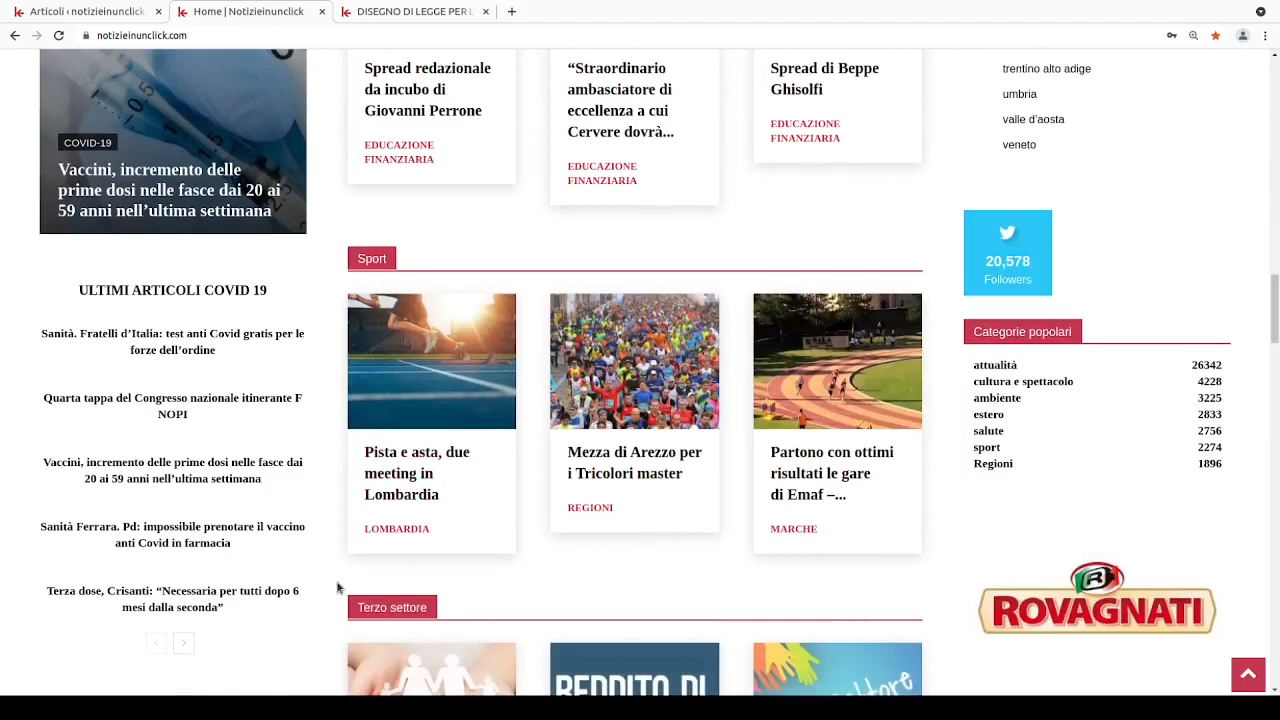 Articoli ‹ notizieinunclick
Home | Notizieinunclick
DISEGNO DI LEGGE PER L
notizieinunclick.com
COVID-19
Vaccini, incremento delle
prime dosi nelle fasce dai 20 ai
59 anni nell’ultima settimana
ULTIMI ARTICOLI COVID 19
Sanità. Fratelli d’Italia: test anti Covid gratis per le
forze dell’ordine
Quarta tappa del Congresso nazionale itinerante F
NOPI
Vaccini, incremento delle prime dosi nelle fasce dai
20 ai 59 anni nell’ultima settimana
Sanità Ferrara. Pd: impossibile prenotare il vaccino
anti Covid in farmacia
Terza dose, Crisanti: “Necessaria per tutti dopo 6
mesi dalla seconda”
Spread redazionale
da incubo di
Giovanni Perrone
EDUCAZIONE
FINANZIARIA
“Straordinario
ambasciatore di
eccellenza a cui
Cervere dovrà...
EDUCAZIONE
FINANZIARIA
Spread di Beppe
Ghisolfi
EDUCAZIONE
FINANZIARIA
Sport
Pista e asta, due
meeting in
Lombardia
LOMBARDIA
Mezza di Arezzo per
i Tricolori master
REGIONI
Partono con ottimi
risultati le gare
di Emaf –...
MARCHE
Terzo settore
REDDITO DI
trentino alto adige
umbria
valle d’aosta
veneto
20,578
Followers
Categorie popolari
attualità 26342
cultura e spettacolo 4228
ambiente 3225
estero 2833
salute 2756
sport 2274
Regioni 1896
R
ROVAGNATI